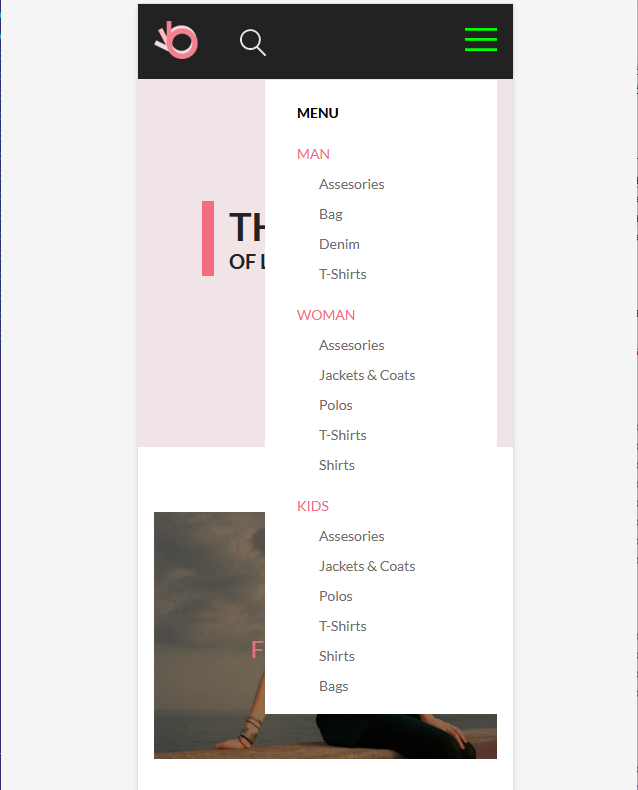 MENU
MAN
Assesories
Bag
Denim
T-Shirts
TH
OF L
WOMAN
Assesories
Jackets & Coats
Polos
T-Shirts
Shirts
KIDS
Assesories
Jackets & Coats
Polos
T-Shirts
Shirts
Bags
F